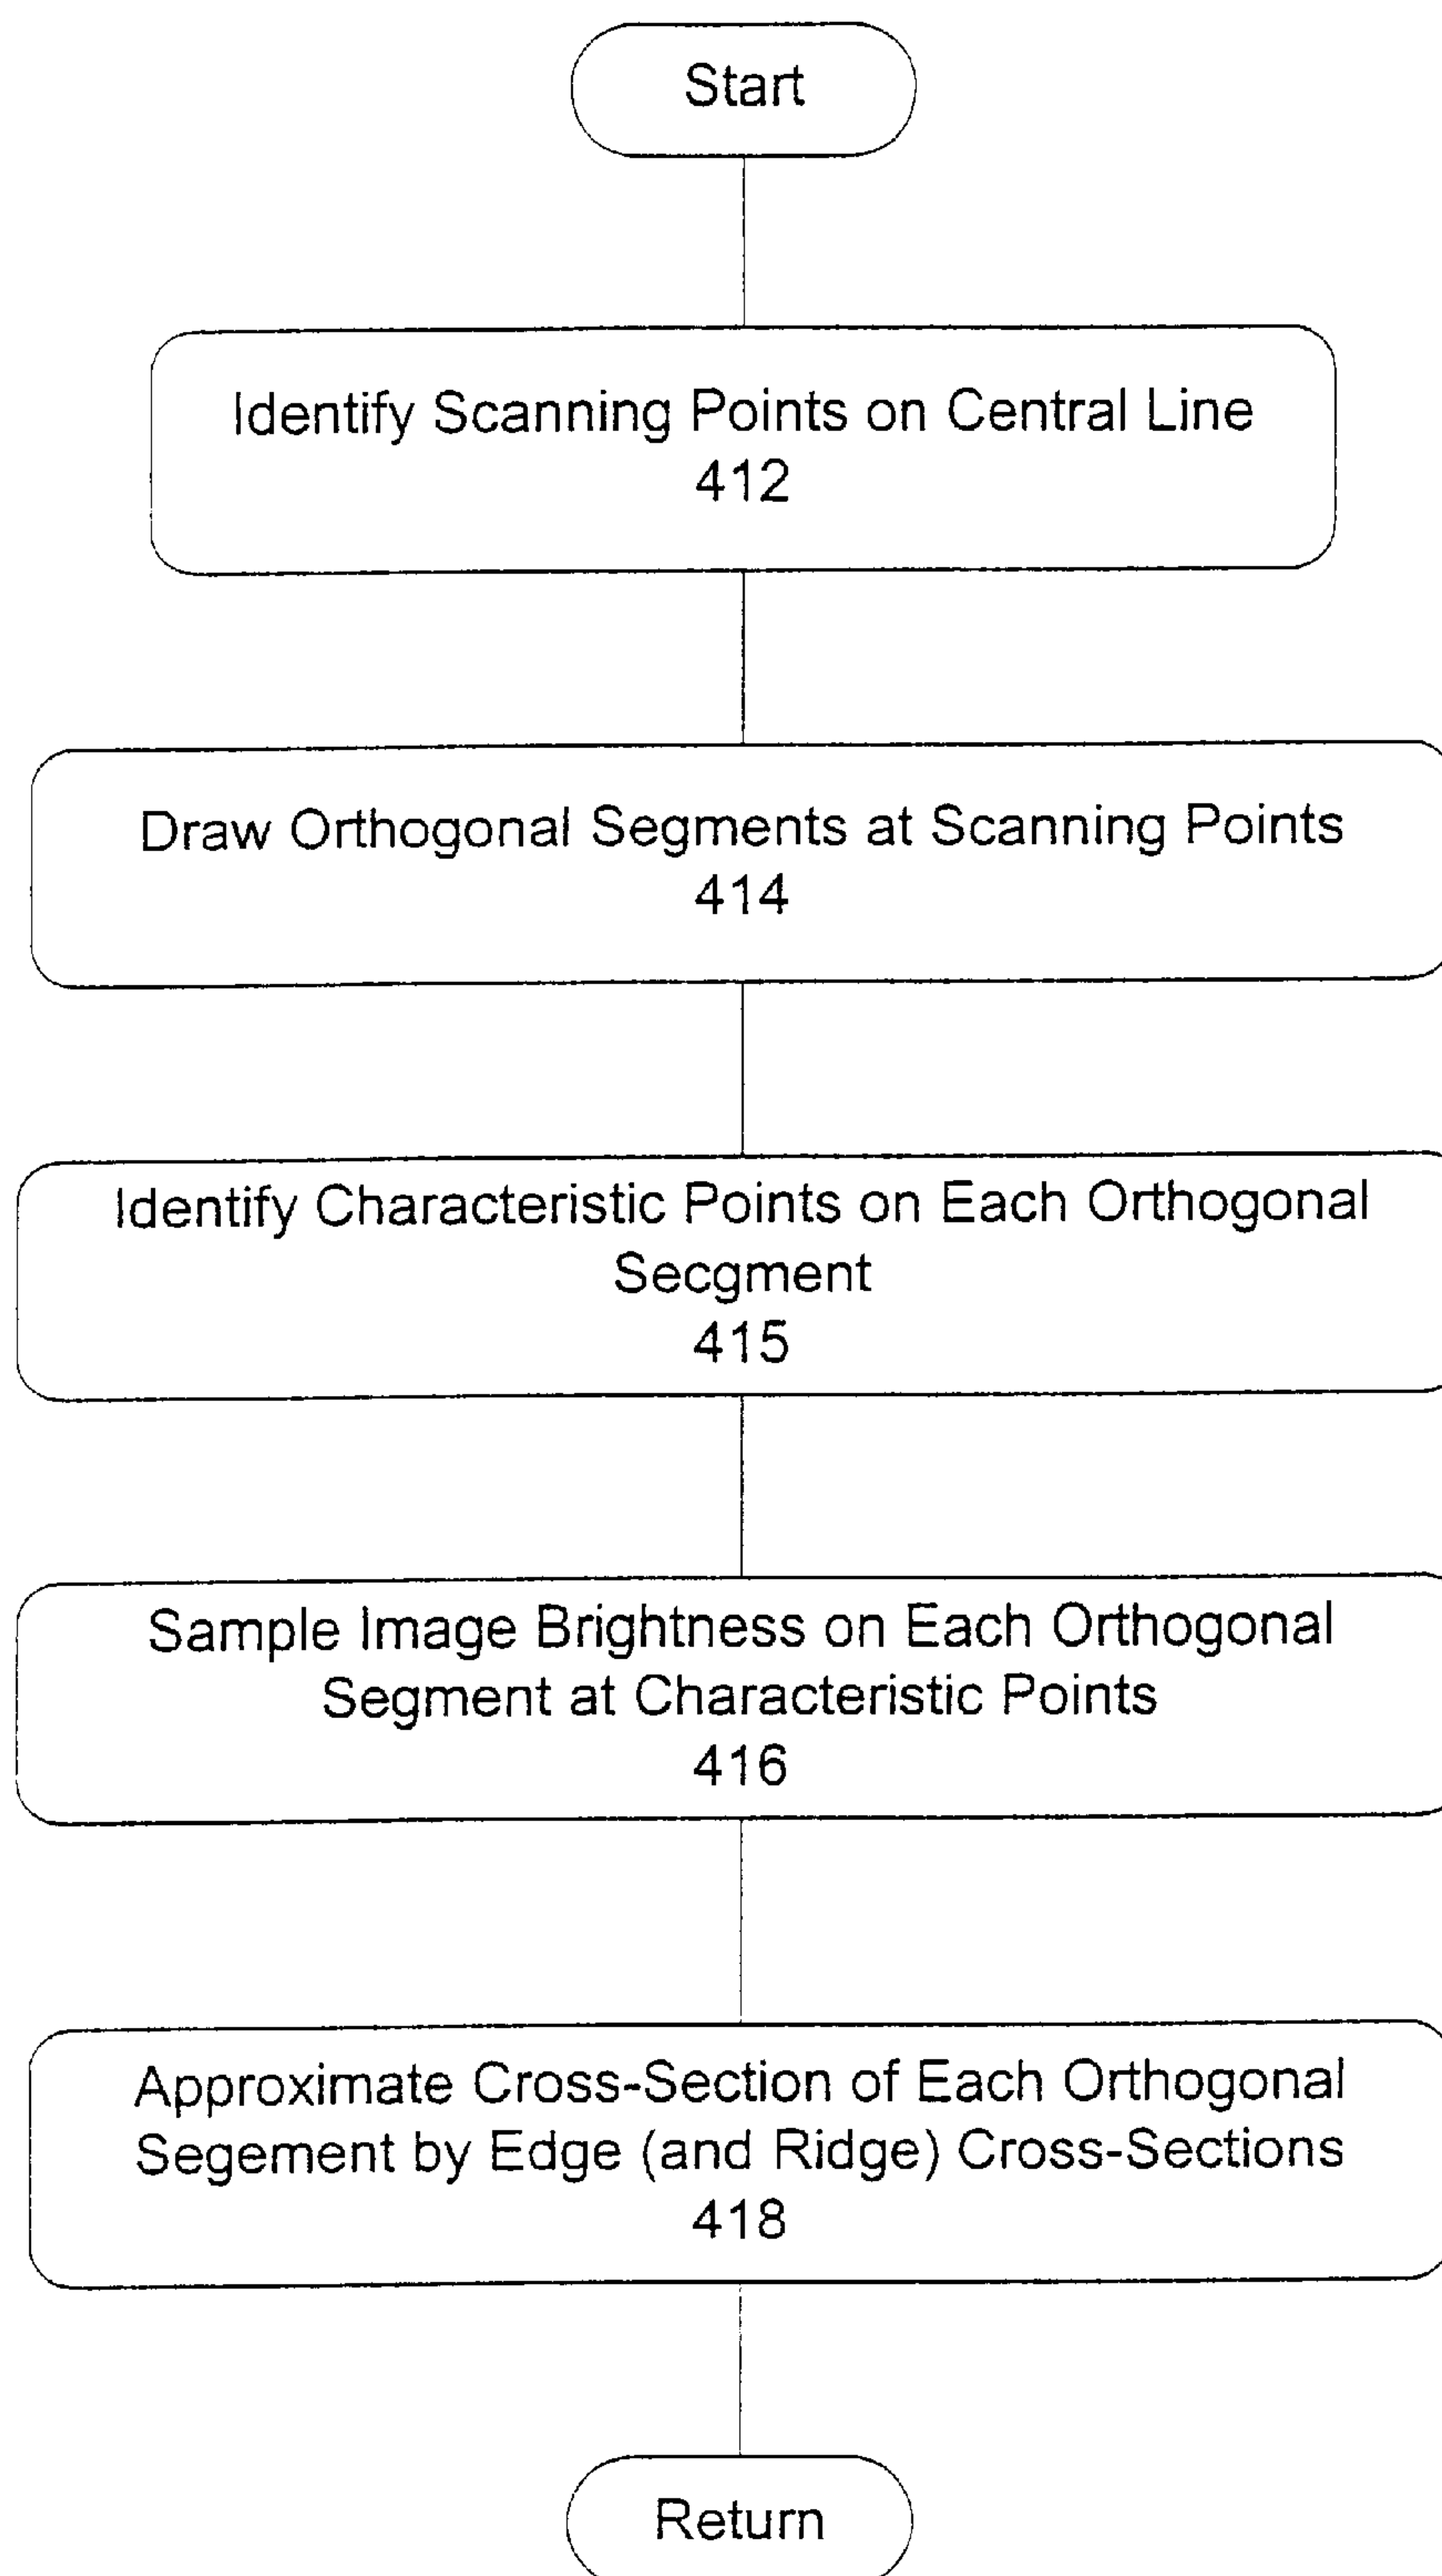 Start
Identify Scanning Points on Central Line
412
Draw Orthogonal Segments at Scanning Points
414
Identify Characteristic Points on Each Orthogonal
Secgment
415
Sample Image Brightness on Each Orthogonal
Segment at Characteristic Points
416
Approximate Cross-Section of Each Orthogonal
Segement by Edge (and Ridge) Cross-Sections
418
Return